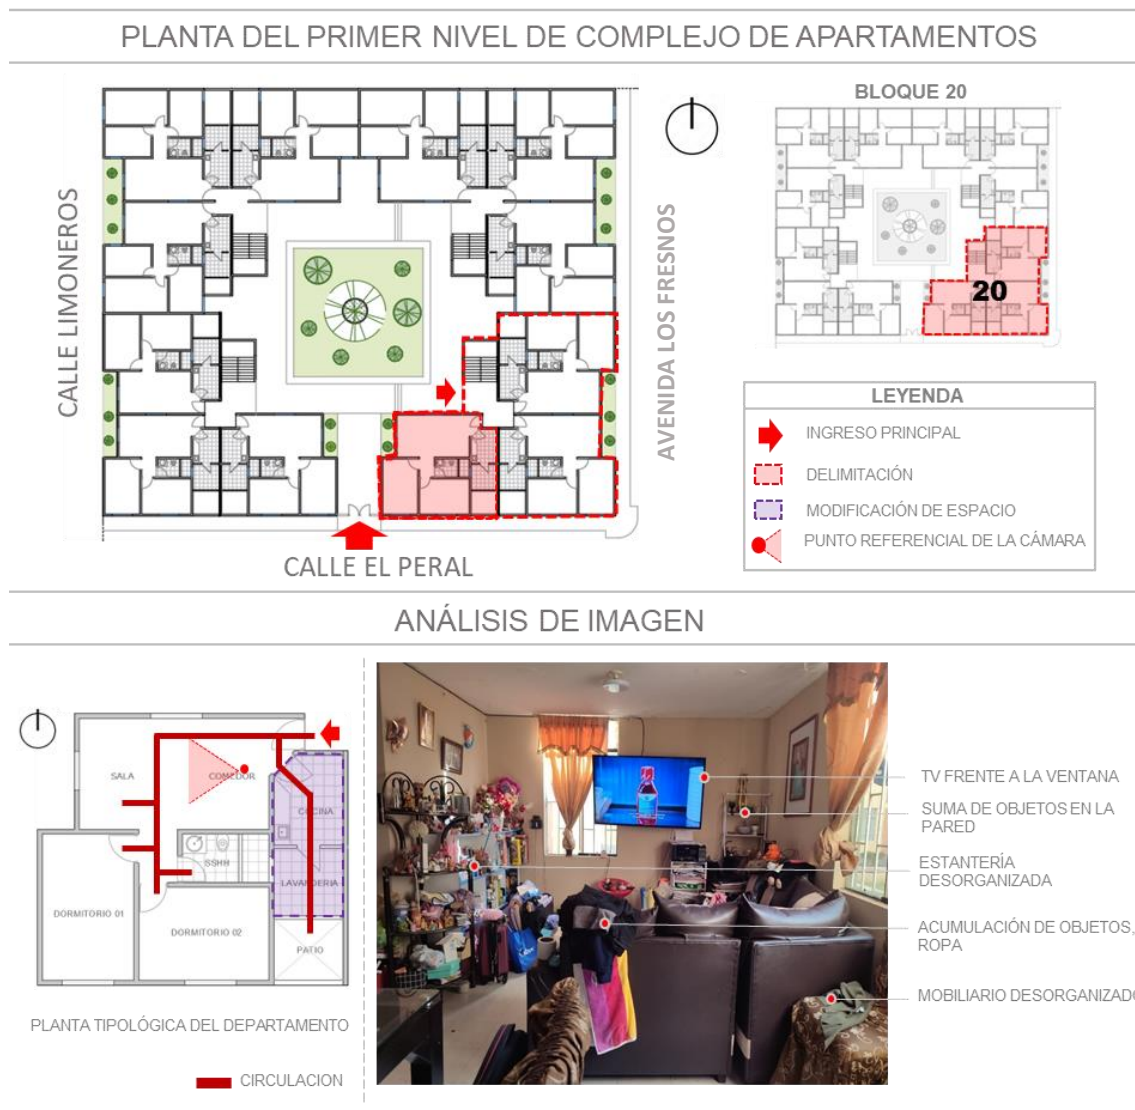 PLANTA DEL PRIMER NIVEL DE COMPLEJO DE APARTAMENTOS
BLOQUE 20
20
CALLE LIMONEROS
AVENIDA LOS FRESNOS
CALLE EL PERAL
LEYENDA
INGRESO PRINCIPAL
DELIMITACIÓN
MODIFICACIÓN DE ESPACIO
PUNTO REFERENCIAL DE LA CÁMARA
ANÁLISIS DE IMAGEN
SALA
COMEDOR
COCINA
SSHH
LAVANDERIA
DORMITORIO 01
DORMITORIO 02
PATIO
PLANTA TIPOLÓGICA DEL DEPARTAMENTO
CIRCULACION
TV FRENTE A LA VENTANA
SUMA DE OBJETOS EN LA
PARED
ESTANTERÍA
DESORGANIZADA
ACUMULACIÓN DE OBJETOS,
ROPA
MOBILIARIO DESORGANIZADO